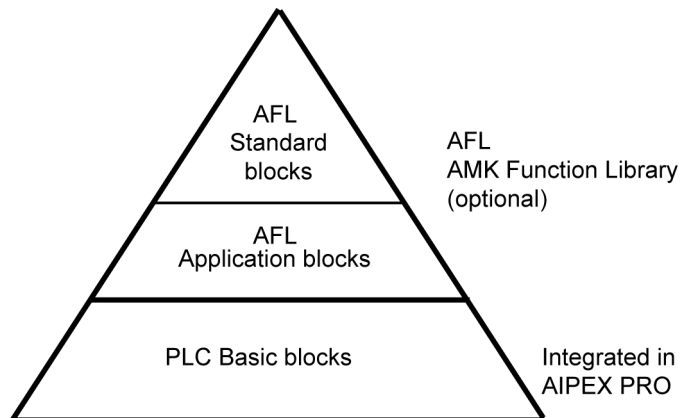 AFL
Standard
blocks
AFL
AMK Function Library
(optional)
AFL
Application blocks
PLC Basic blocks
Integrated in
AIPEX PRO